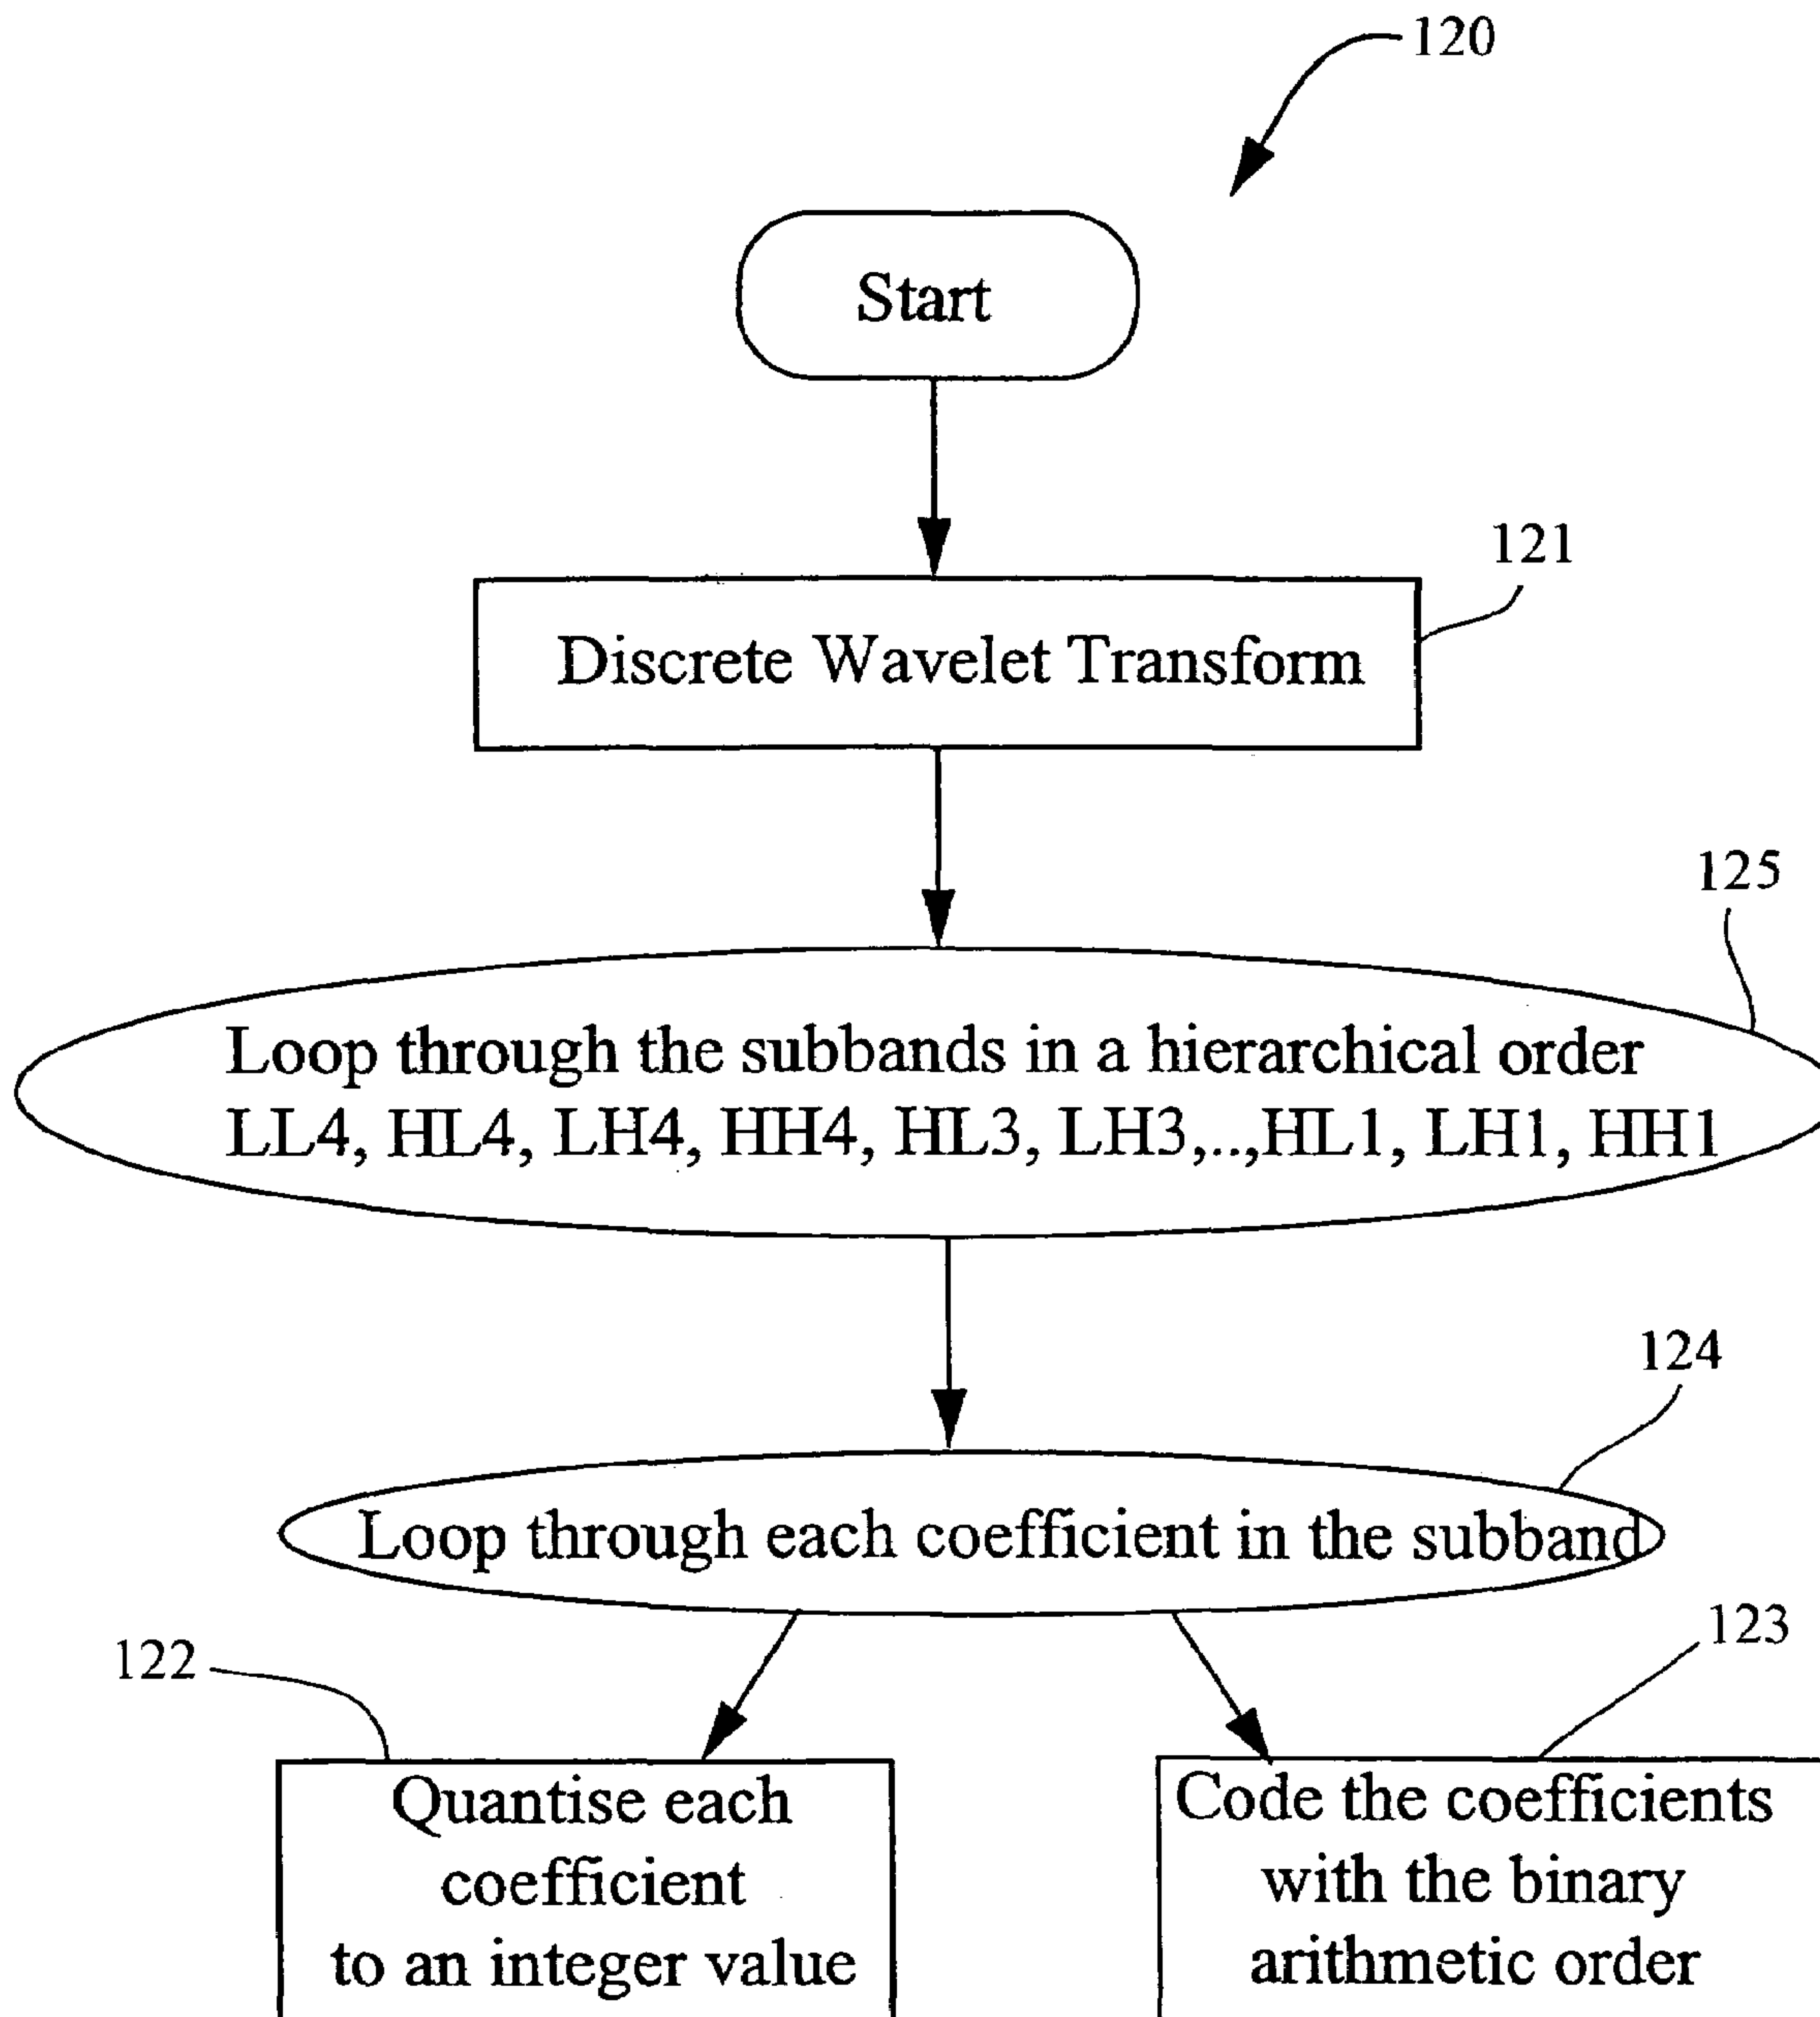 120
Start
121
Discrete Wavelet Transform
125
Loop through the subbands in a hierarchical order
LL4, HL4, LH4, HH4, HL3, LH3,..,HL1, LH1, HH1
124
Loop through each coefficient in the subband
122
123
Quantise each
coefficient
to an integer value
Code the coefficients
with the binary
arithmetic order